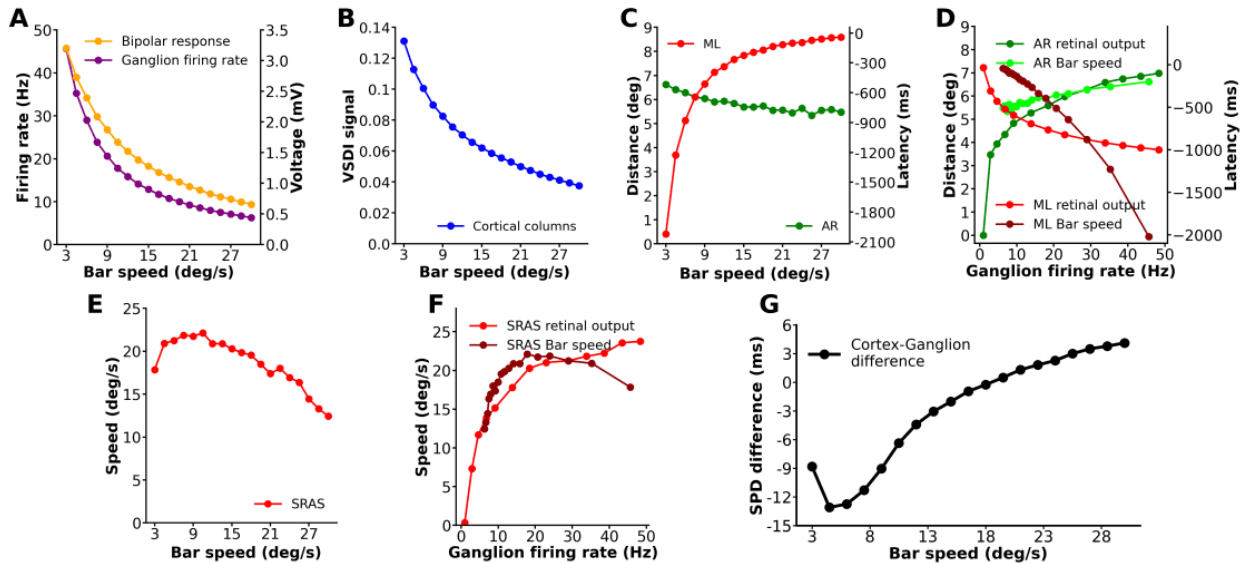 A
50
40
30
20
10
0
Firing rate (Hz)
Bipolar response
Ganglion firing rate
3.5
3.0
2.5
2.0
1.5
1.0
0.5
0.0
Voltage (mV)
3 9 15 21 27
Bar speed (deg/s)
B
0.14
0.12
0.10
0.08
0.06
0.04
0.02
0.0
VSDI signal
Cortical columns
3 9 15 21 27
Bar speed (deg/s)
C
9
8
7
6
5
4
3
2
1
0
Distance (deg)
ML
AR
0
-300
-600
-900
-1200
-1500
-1800
-2100
Latency (ms)
3 9 15 21 27
Bar speed (deg/s)
D
9
8
7
6
5
4
3
2
1
0
Distance (deg)
AR retinal output
AR Bar speed
ML retinal output
ML Bar speed
0
-500
-1000
-1500
-2000
Latency (ms)
0 10 20 30 40 50
Ganglion firing rate (Hz)
E
25
20
15
10
5
0
Speed (deg/s)
SRAS
3 9 15 21 27
Bar speed (deg/s)
F
25
20
15
10
5
0
Speed (deg/s)
SRAS retinal output
SRAS Bar speed
0 10 20 30 40 50
Ganglion firing rate (Hz)
G
6
3
0
-3
-6
-9
-12
-15
SPD difference (ms)
Cortex-Ganglion
difference
3 8 13 18 23 28
Bar speed (deg/s)